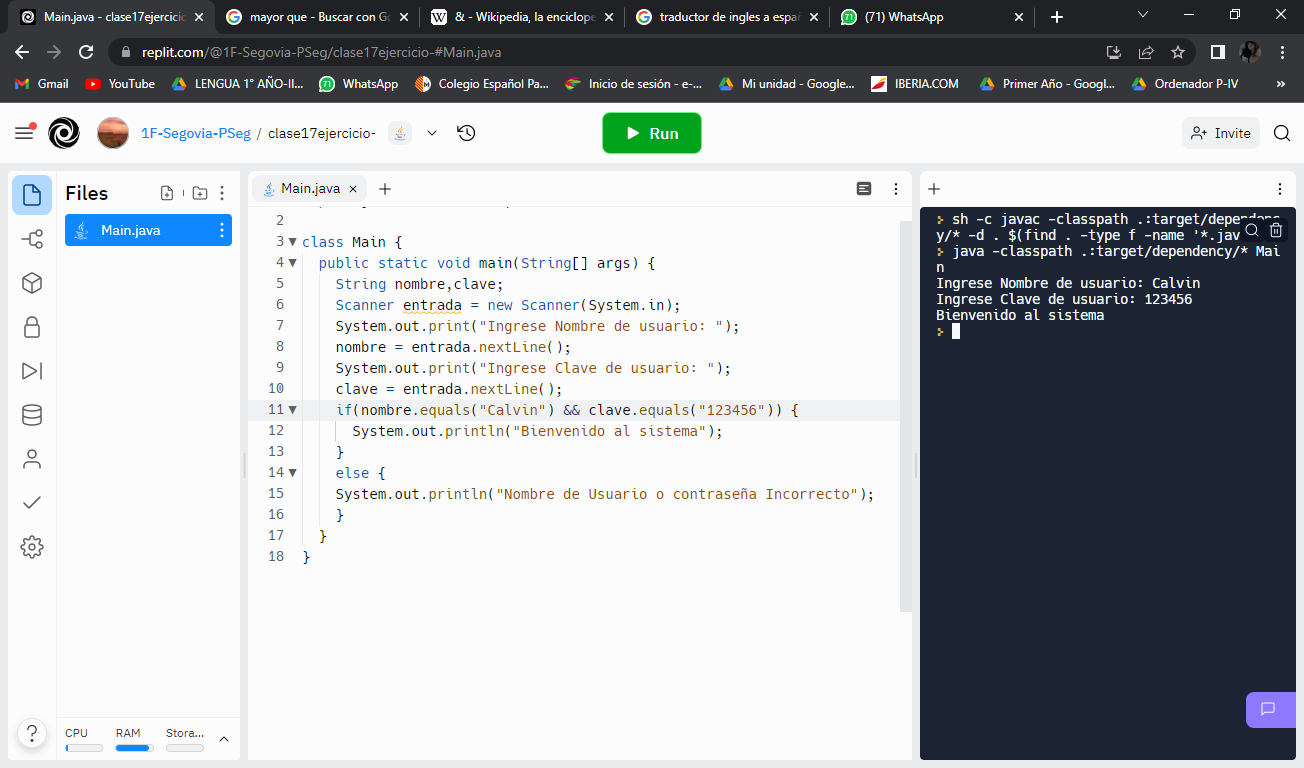 Main.java - clase17ejercicic
mayor que - Buscar con Go
& - Wikipedia, la enciclope
traductor de ingles a espa
(71) WhatsApp
replit.com/@1F-Segovia-PSeg/clase17ejercicio-#Main.java
Gmail
YouTube
LENGUA 1° AÑO-II...
WhatsApp
Colegio Español Pa...
Inicio de sesión - e-...
Mi unidad - Google...
IBERIA.COM
Primer Año - Googl...
Ordenador P-IV
»
1F-Segovia-PSeg / clase17ejercicio-
Run
Invite
Files
Main.java
CPU
RAM
Stora...
?
Main.java
2
3 class Main {
4 public static void main(String[] args) {
5 String nombre,clave;
6 Scanner entrada = new Scanner(System.in);
7 System.out.print("Ingrese Nombre de usuario: ");
8 nombre = entrada.nextLine();
9 System.out.print("Ingrese Clave de usuario: ");
10 clave = entrada.nextLine();
11 if(nombre.equals("Calvin") && clave.equals("123456")) {
12 System.out.println("Bienvenido al sistema");
13 }
14 else {
15 System.out.println("Nombre de Usuario o contraseña Incorrecto");
16 }
17 }
18 }
sh -c javac -classpath .:target/dependenc
y/* -d . $(find . -type f -name '*.jav
java -classpath .:target/dependency/* Mai
n
Ingrese Nombre de usuario: Calvin
Ingrese Clave de usuario: 123456
Bienvenido al sistema